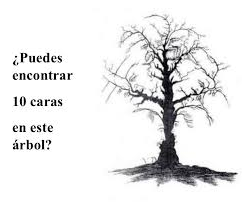 ¿Puedes
encontrar
10 caras
en este
árbol?